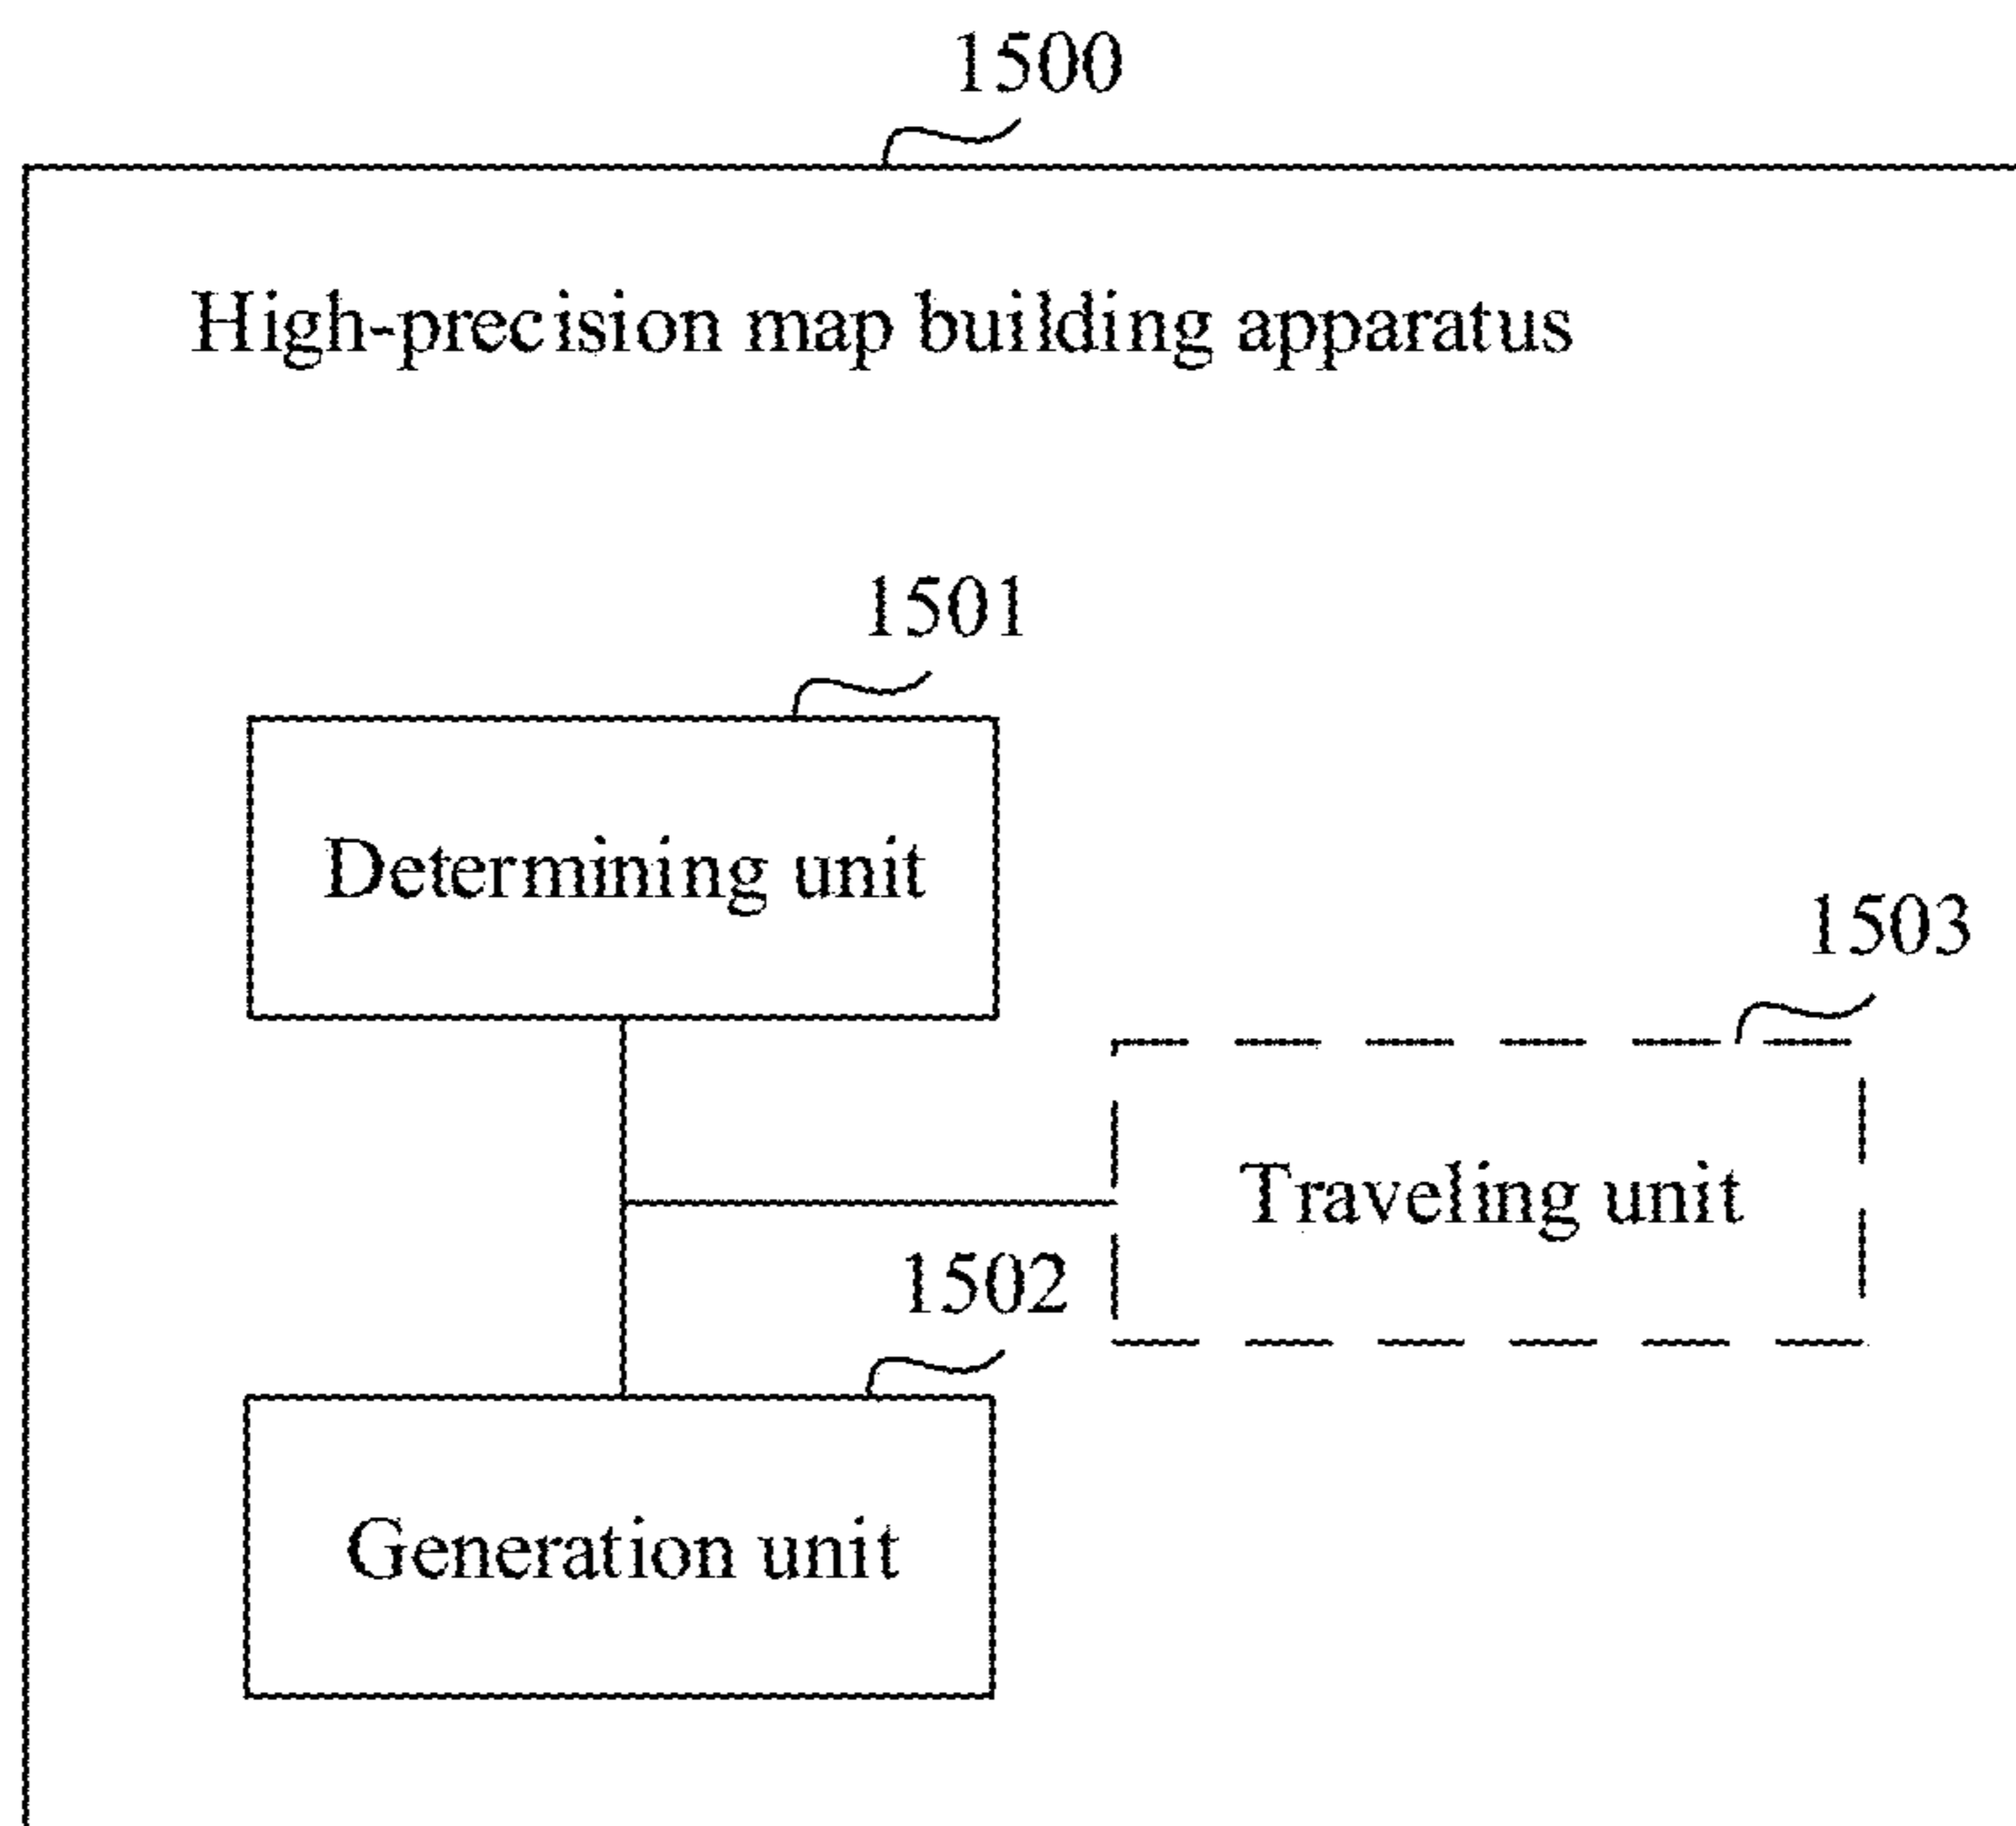 1500
High-precision map building apparatus
1501
Determining unit
1503
Traveling unit
1502
Generation unit